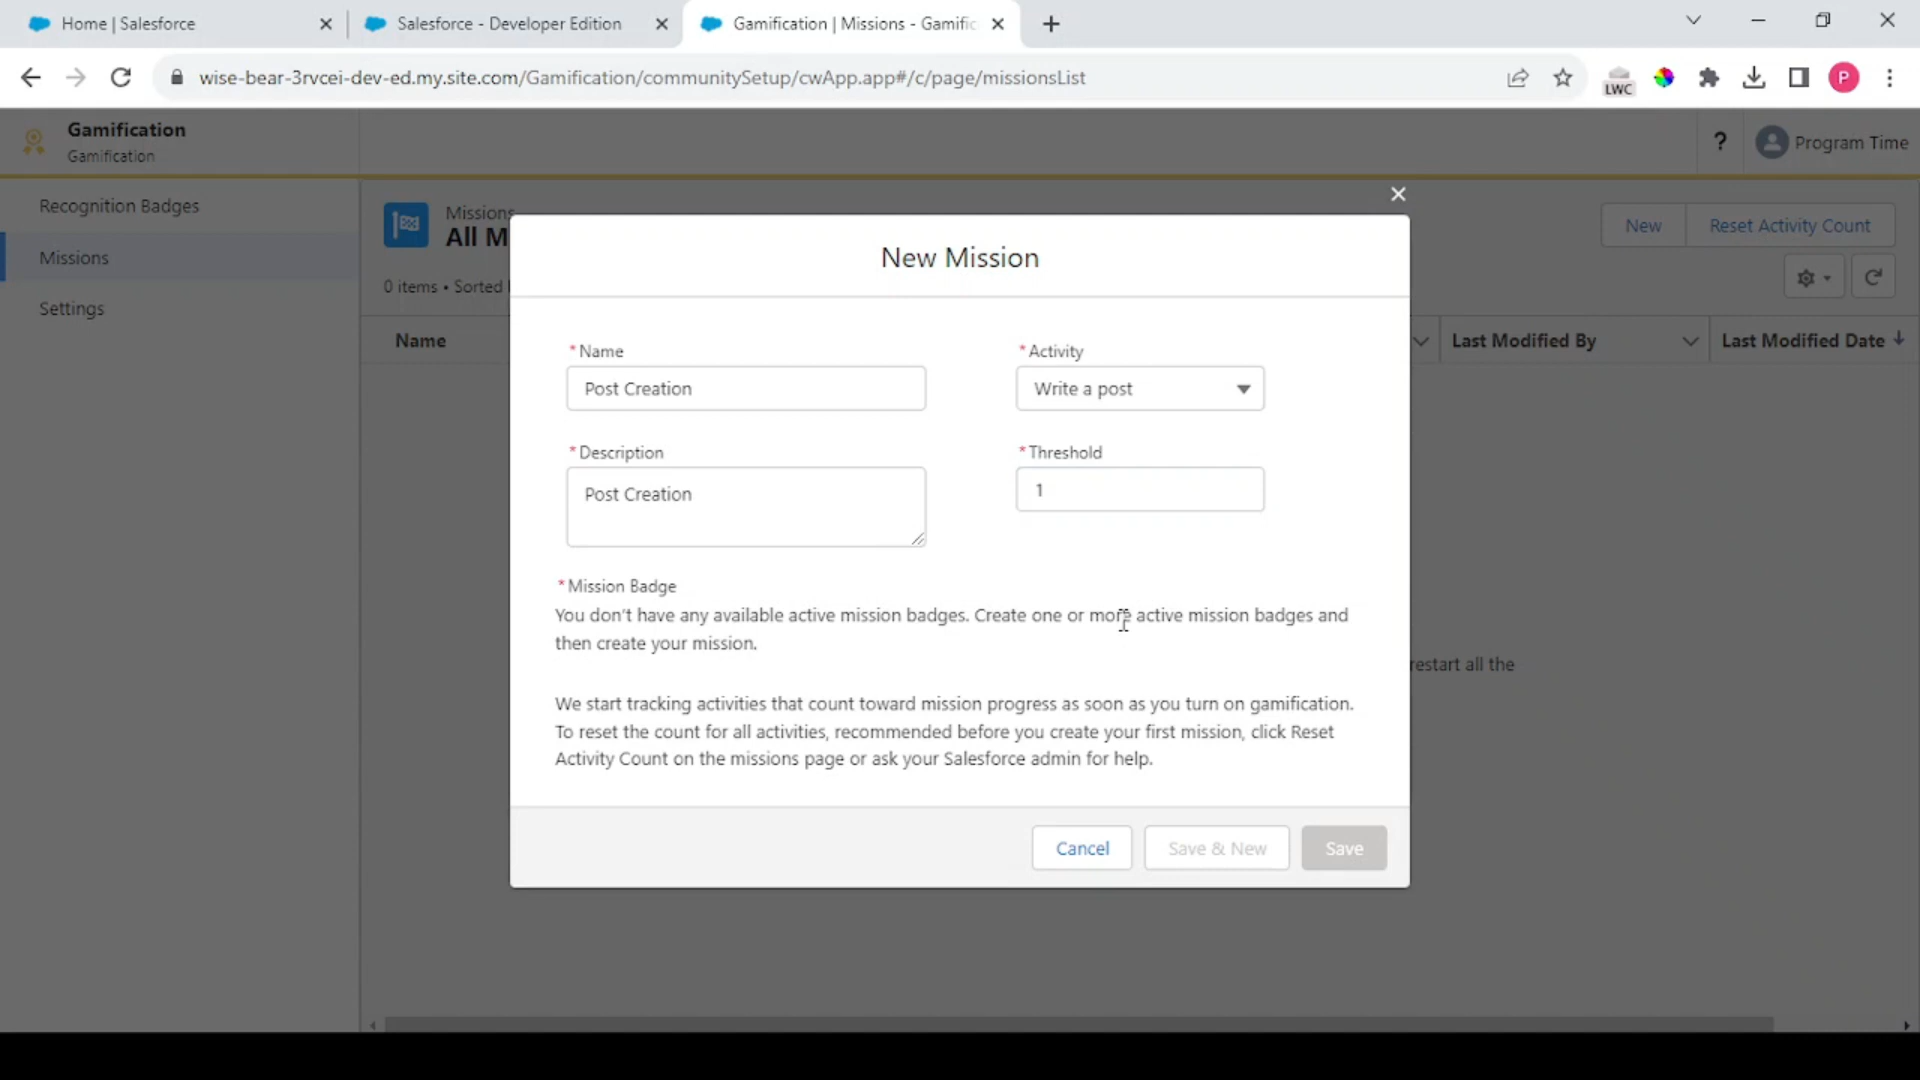 Home | Salesforce
Salesforce - Developer Edition
Gamification | Missions - Gamific
wise-bear-3rvcei-dev-ed.my.site.com/Gamification/communitySetup/cwApp.app#/c/page/missionsList
LWC
P
Gamification
Gamification
?
Program Time
Recognition Badges
Missions
Settings
Missions
All M
New
Reset Activity Count
0 items • Sorted
Name
Last Modified By
Last Modified Date
New Mission
* Name
* Activity
Post Creation
Write a post
* Description
* Threshold
Post Creation
1
* Mission Badge
You don't have any available active mission badges. Create one or more active mission badges and
then create your mission.
restart all the
We start tracking activities that count toward mission progress as soon as you turn on gamification.
To reset the count for all activities, recommended before you create your first mission, click Reset
Activity Count on the missions page or ask your Salesforce admin for help.
Cancel
Save & New
Save